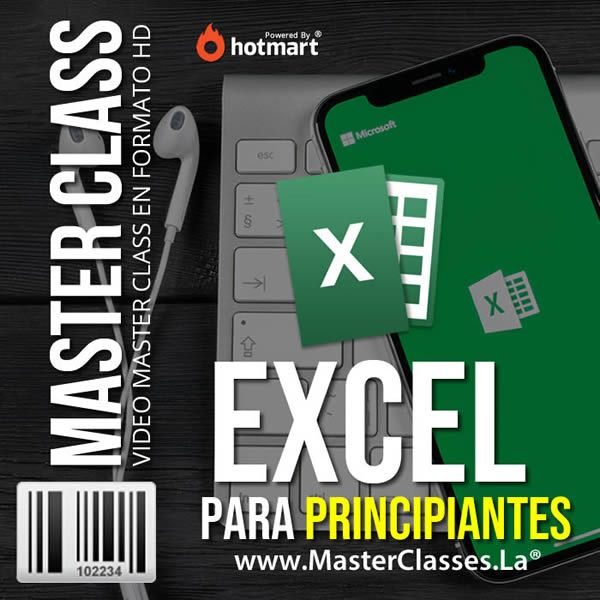 Powered By
hotmart®
MASTER CLASS
VIDEO MASTER CLASS EN FORMATO HD
Microsoft
esc
±
§
X
X
EXCEL
PARA PRINCIPIANTES
www.MasterClasses.La®
102234